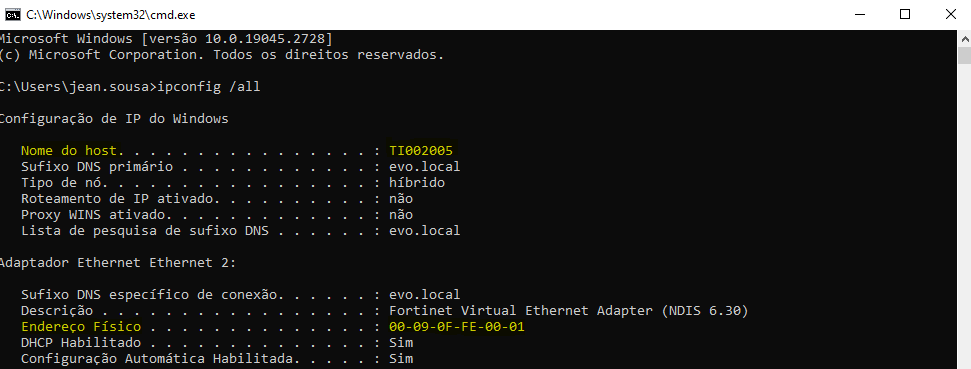 C:\Windows\system32\cmd.exe
Microsoft Windows [versão 10.0.19045.2728]
(c) Microsoft Corporation. Todos os direitos reservados.
C:\Users\jean.sousa>ipconfig /all
Configuração de IP do Windows
Nome do host. . . . . . . . . . . . . . . . : TI002005
Sufixo DNS primário . . . . . . . . . . . . : evo.local
Tipo de nó. . . . . . . . . . . . . . . . . : híbrido
Roteamento de IP ativado. . . . . . . . . . : não
Proxy WINS ativado. . . . . . . . . . . . . : não
Lista de pesquisa de sufixo DNS . . . . . . : evo.local
Adaptador Ethernet Ethernet 2:
Sufixo DNS específico de conexão. . . . . . : evo.local
Descrição . . . . . . . . . . . . . . . . . : Fortinet Virtual Ethernet Adapter (NDIS 6.30)
Endereço Físico . . . . . . . . . . . . . . : 00-09-0F-FE-00-01
DHCP Habilitado . . . . . . . . . . . . . . : Sim
Configuração Automática Habilitada. . . . . : Sim